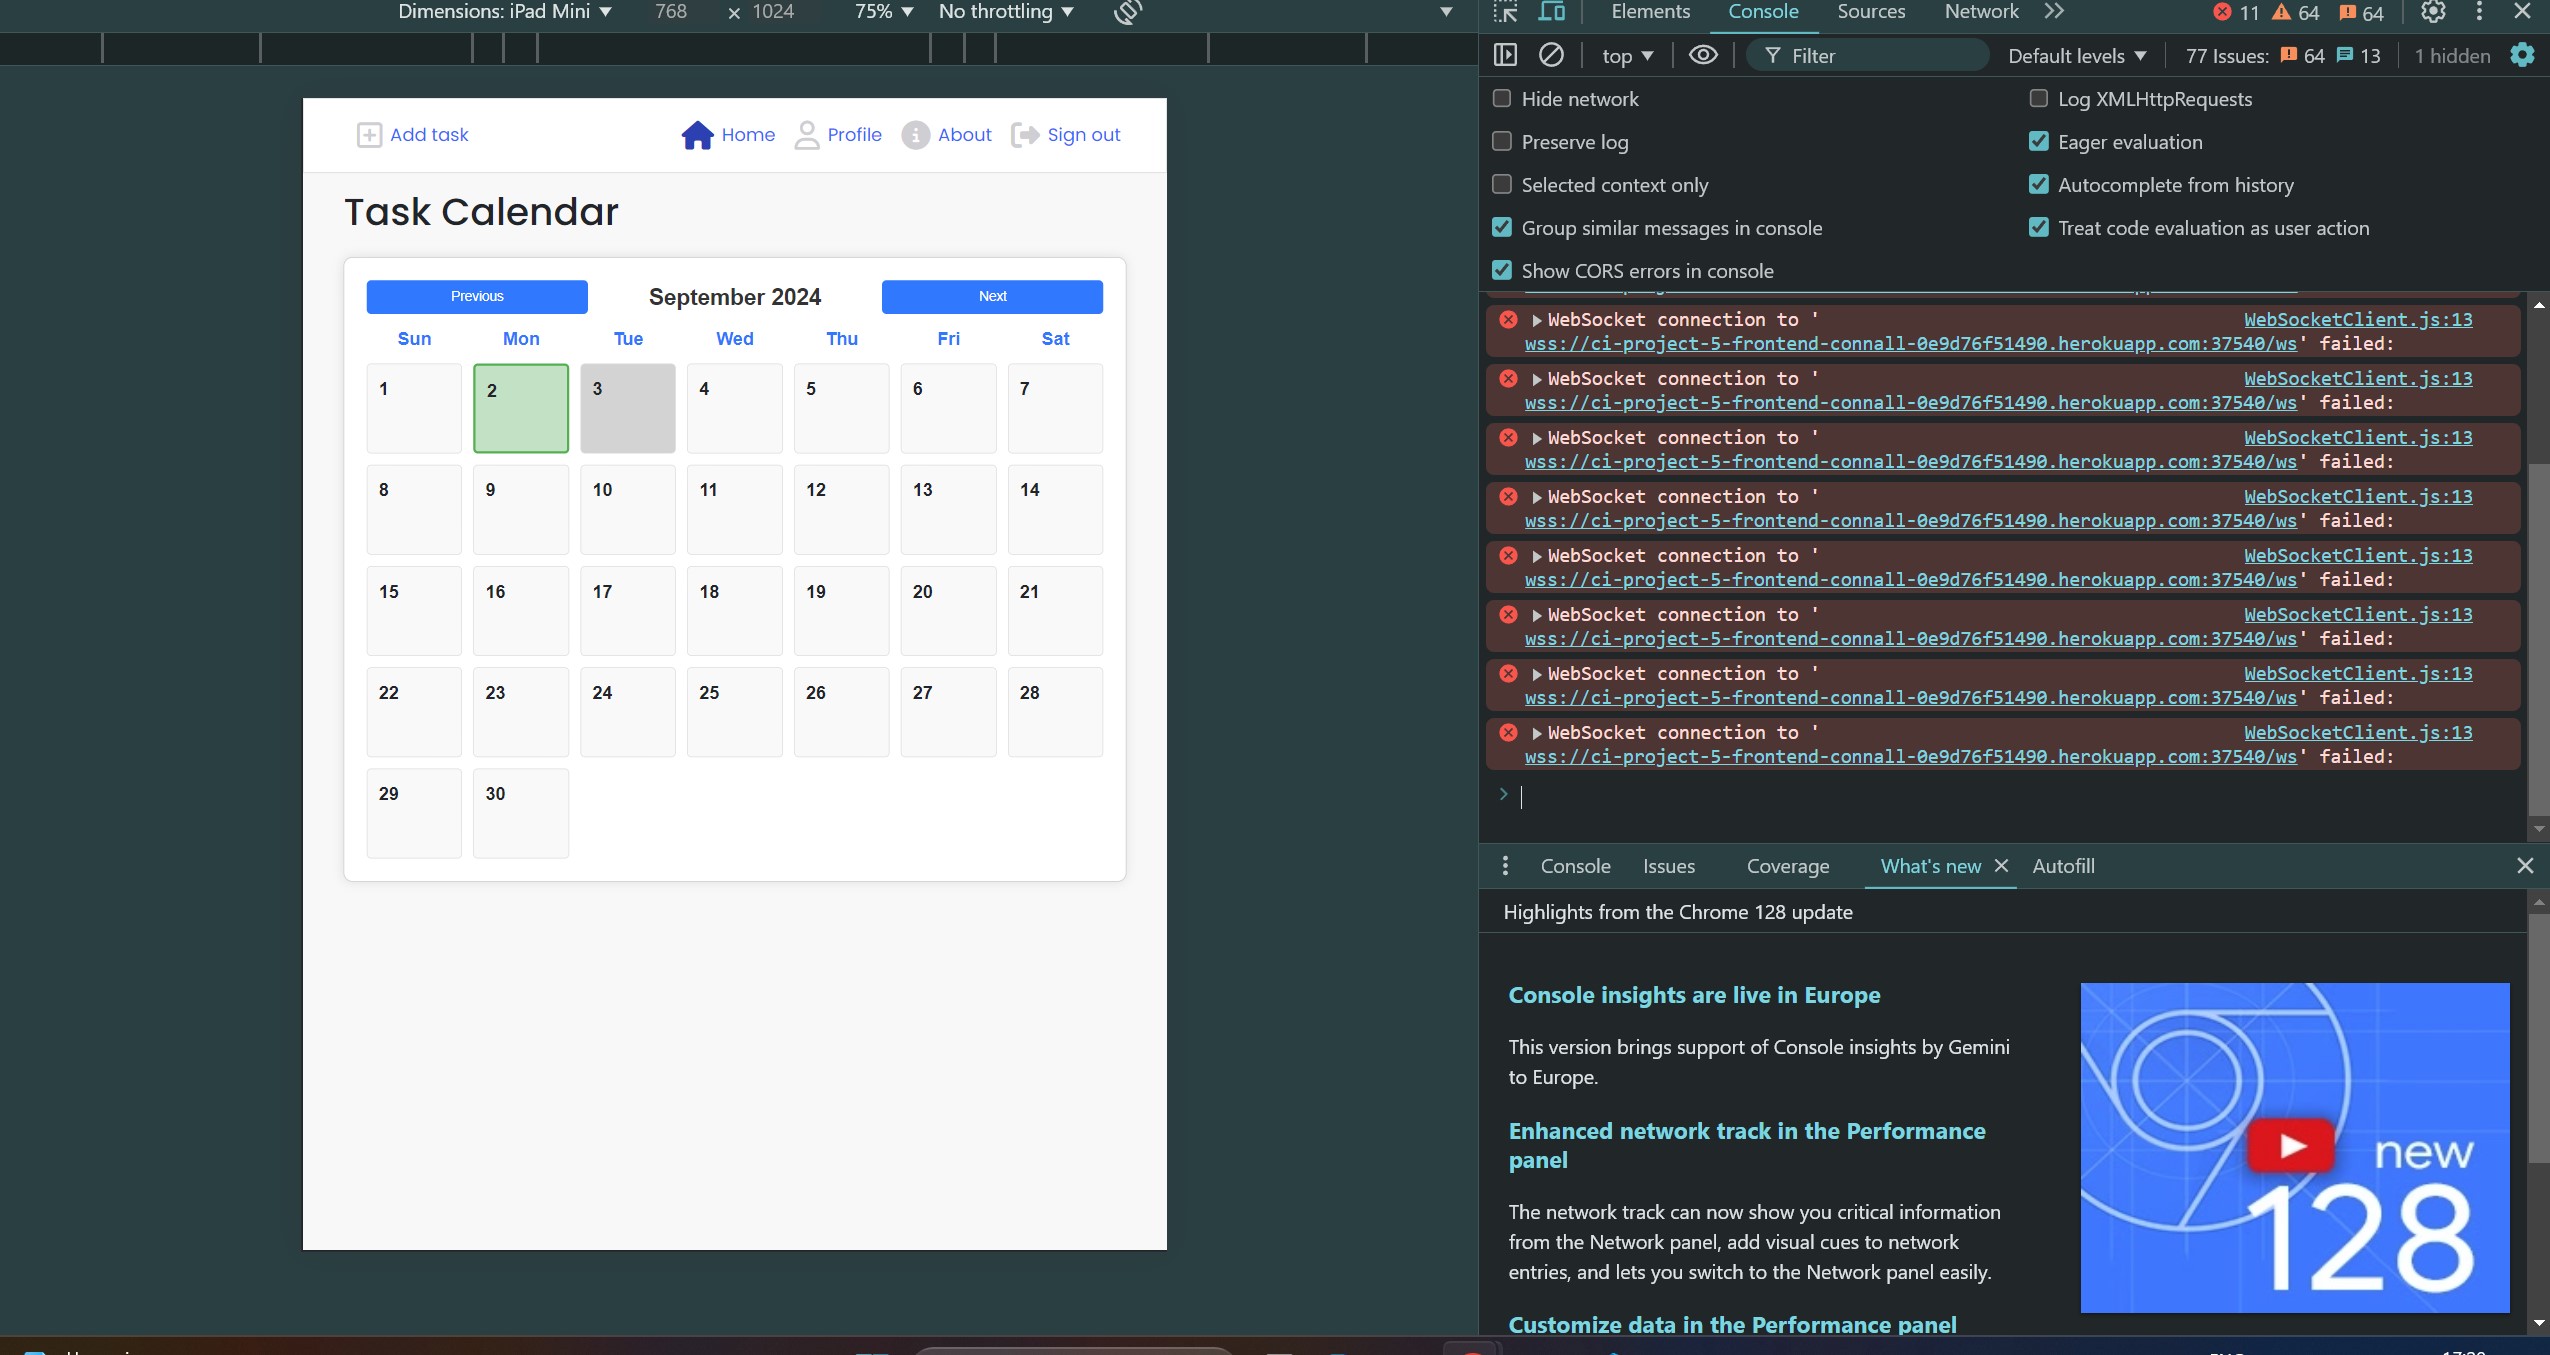 Dimensions: iPad Mini ▼ 768 × 1024 75% ▼ No throttling ▼
Add task Home Profile About Sign out
Task Calendar
Previous September 2024 Next
Sun Mon Tue Wed Thu Fri Sat
1 2 3 4 5 6 7
8 9 10 11 12 13 14
15 16 17 18 19 20 21
22 23 24 25 26 27 28
29 30
Elements Console Sources Network 11 64 64
top ▼ Filter Default levels ▼ 77 Issues: 64 13 1 hidden
Hide network Log XMLHttpRequests
Preserve log Eager evaluation
Selected context only Autocomplete from history
Group similar messages in console Treat code evaluation as user action
Show CORS errors in console
WebSocket connection to ' WebSocketClient.js:13
wss://ci-project-5-frontend-connall-0e9d76f51490.herokuapp.com:37540/ws' failed:
WebSocket connection to ' WebSocketClient.js:13
wss://ci-project-5-frontend-connall-0e9d76f51490.herokuapp.com:37540/ws' failed:
WebSocket connection to ' WebSocketClient.js:13
wss://ci-project-5-frontend-connall-0e9d76f51490.herokuapp.com:37540/ws' failed:
WebSocket connection to ' WebSocketClient.js:13
wss://ci-project-5-frontend-connall-0e9d76f51490.herokuapp.com:37540/ws' failed:
WebSocket connection to ' WebSocketClient.js:13
wss://ci-project-5-frontend-connall-0e9d76f51490.herokuapp.com:37540/ws' failed:
WebSocket connection to ' WebSocketClient.js:13
wss://ci-project-5-frontend-connall-0e9d76f51490.herokuapp.com:37540/ws' failed:
WebSocket connection to ' WebSocketClient.js:13
wss://ci-project-5-frontend-connall-0e9d76f51490.herokuapp.com:37540/ws' failed:
WebSocket connection to ' WebSocketClient.js:13
wss://ci-project-5-frontend-connall-0e9d76f51490.herokuapp.com:37540/ws' failed:
Console Issues Coverage What's new Autofill
Highlights from the Chrome 128 update
Console insights are live in Europe
This version brings support of Console insights by Gemini
to Europe.
Enhanced network track in the Performance
panel
The network track can now show you critical information
from the Network panel, add visual cues to network
entries, and lets you switch to the Network panel easily.
Customize data in the Performance panel
new
128